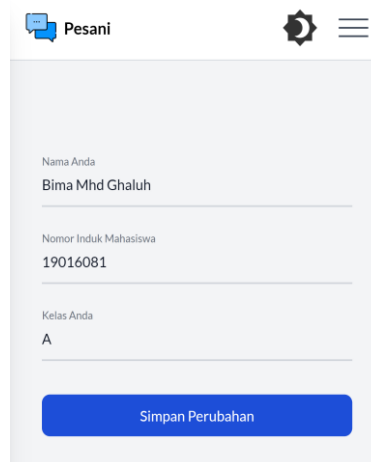 Pesani
Nama Anda
Bima Mhd Ghaluh
Nomor Induk Mahasiswa
19016081
Kelas Anda
A
Simpan Perubahan